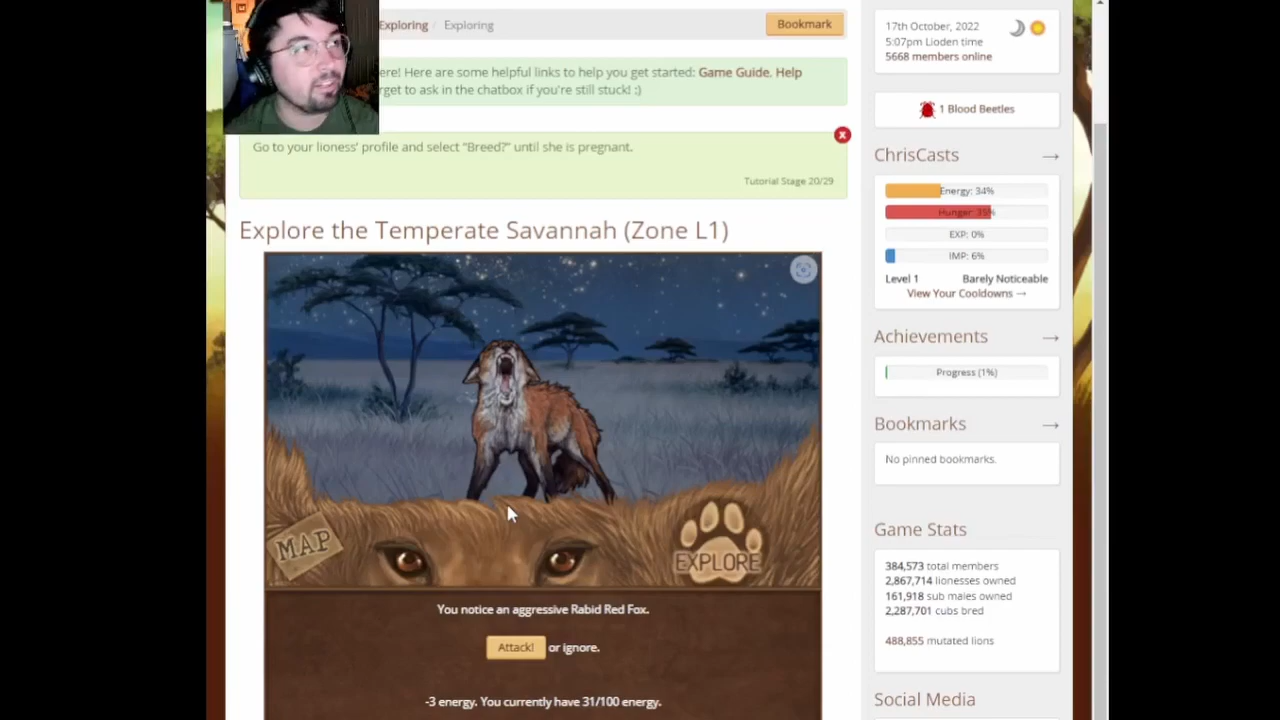 Exploring / Exploring
Bookmark
ere! Here are some helpful links to help you get started: Game Guide, Help
rget to ask in the chatbox if you're still stuck! :)
Go to your lioness' profile and select "Breed?" until she is pregnant.
Tutorial Stage 20/29
Explore the Temperate Savannah (Zone L1)
MAP
EXPLORE
You notice an aggressive Rabid Red Fox.
Attack! or ignore.
-3 energy. You currently have 31/100 energy.
17th October, 2022
5:07pm Lioden time
5668 members online
1 Blood Beetles
ChrisCasts →
Energy: 34%
Hunger: 35%
EXP: 0%
IMP: 6%
Level 1 Barely Noticeable
View Your Cooldowns →
Achievements →
Progress (1%)
Bookmarks →
No pinned bookmarks.
Game Stats
384,573 total members
2,867,714 lionesses owned
161,918 sub males owned
2,287,701 cubs bred
488,855 mutated lions
Social Media